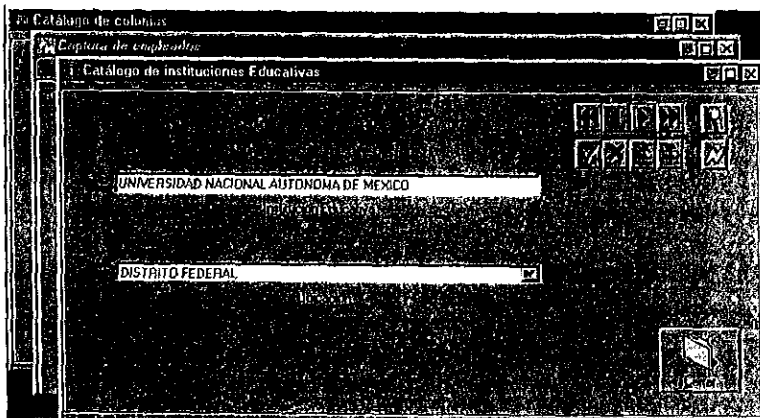 Catálogo de colonias
Captura de empleados
Catálogo de instituciones Educativas
UNIVERSIDAD NACIONAL AUTONOMA DE MEXICO
DISTRITO FEDERAL